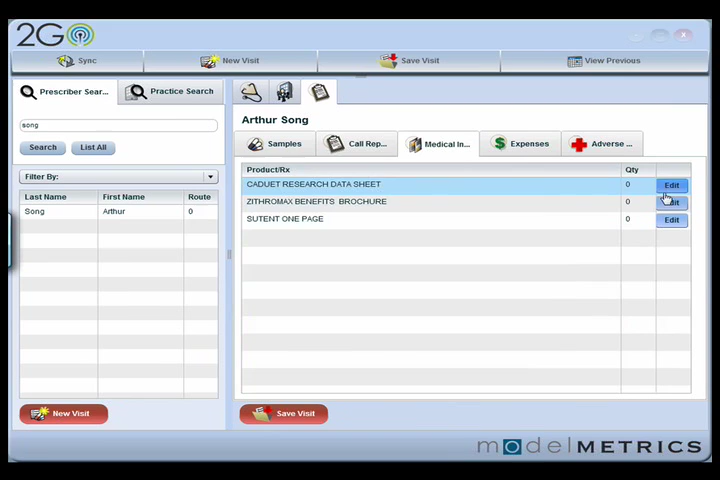 2G
Sync
New Visit
Save Visit
View Previous
Prescriber Sear...
Practice Search
song
Search
List All
Filter By:
Last Name First Name Route
Song Arthur 0
New Visit
Arthur Song
Samples
Call Rep...
Medical In...
Expenses
Adverse ...
Product/Rx Qty
CADUET RESEARCH DATA SHEET 0 Edit
ZITHROMAX BENEFITS BROCHURE 0
SUTENT ONE PAGE 0 Edit
Save Visit
modelMETRICS